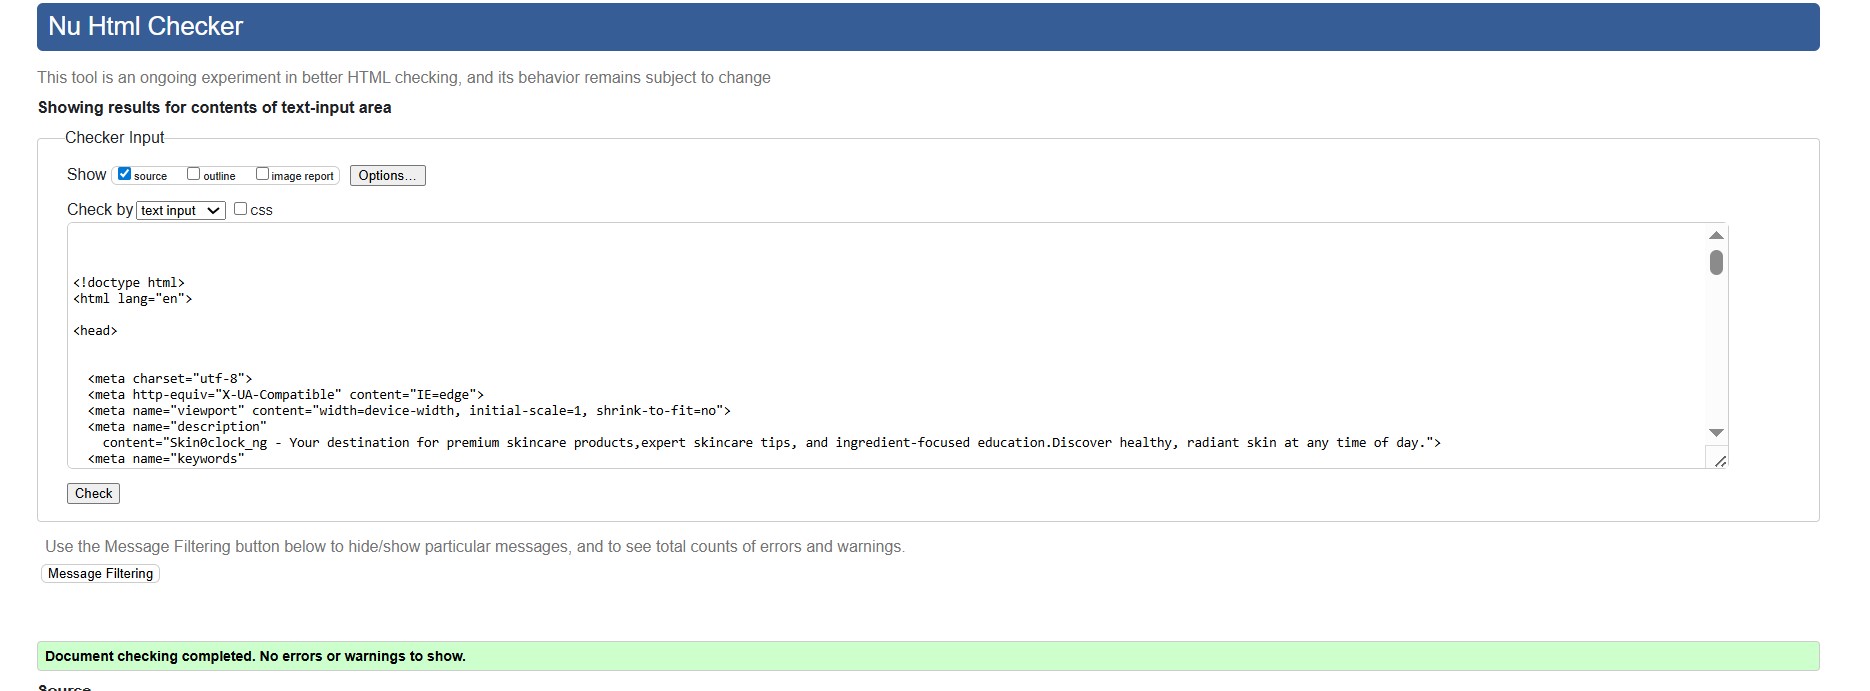 Nu Html Checker
This tool is an ongoing experiment in better HTML checking, and its behavior remains subject to change
Showing results for contents of text-input area
Checker Input
Show source outline image report Options...
Check by text input css
<!doctype html>
<html lang="en">
<head>
<meta charset="utf-8">
<meta http-equiv="X-UA-Compatible" content="IE=edge">
<meta name="viewport" content="width=device-width, initial-scale=1, shrink-to-fit=no">
<meta name="description"
content="Skin0clock_ng - Your destination for premium skincare products,expert skincare tips, and ingredient-focused education.Discover healthy, radiant skin at any time of day.">
<meta name="keywords"
Check
Use the Message Filtering button below to hide/show particular messages, and to see total counts of errors and warnings.
Message Filtering
Document checking completed. No errors or warnings to show.
Source